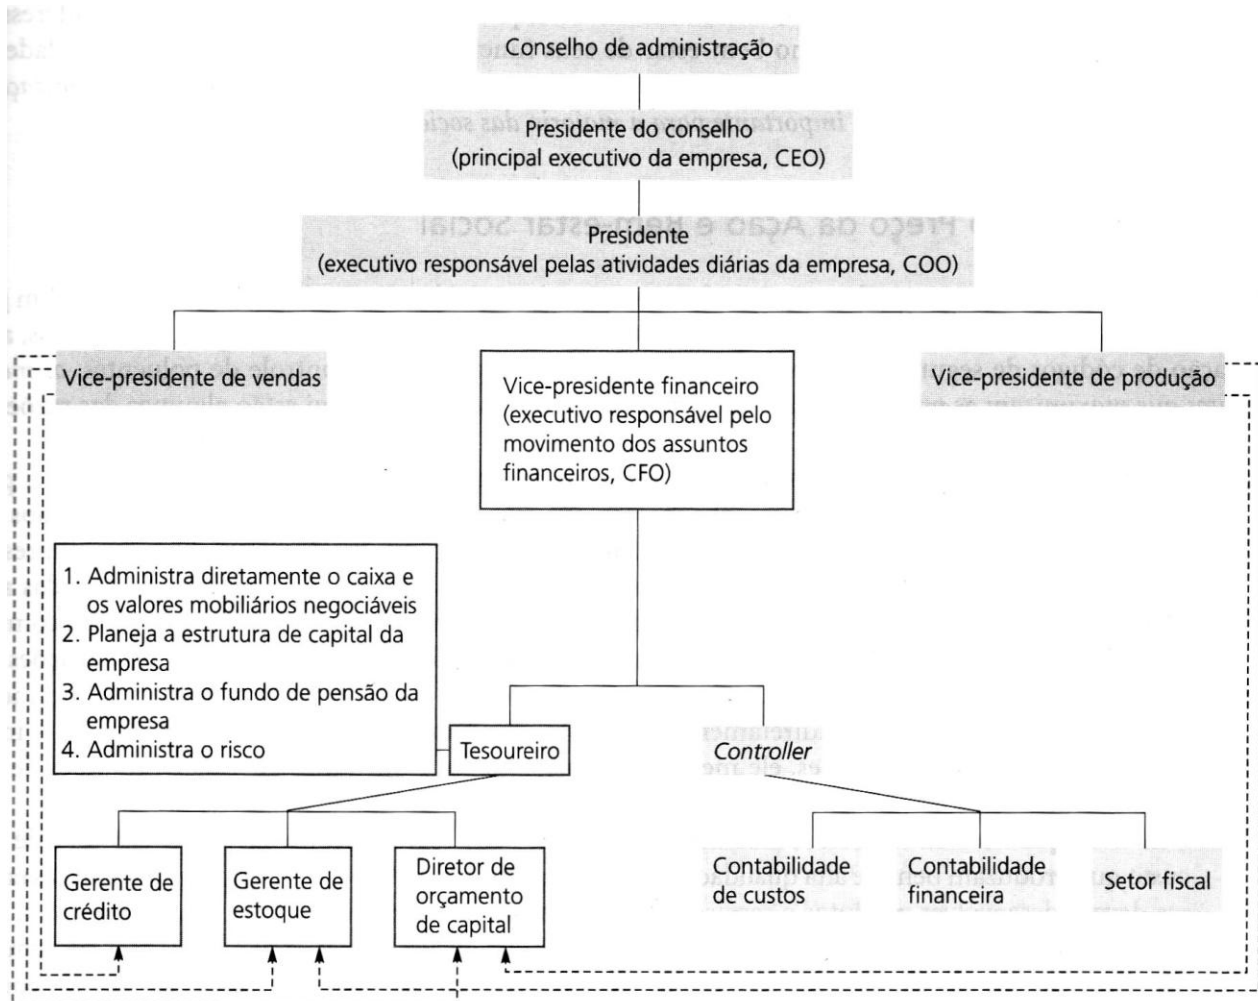 Conselho de administração
Presidente do conselho
(principal executivo da empresa, CEO)
Presidente
(executivo responsável pelas atividades diárias da empresa, COO)
Vice-presidente de vendas
Vice-presidente financeiro
(executivo responsável pelo
movimento dos assuntos
financeiros, CFO)
Vice-presidente de produção
1. Administra diretamente o caixa e
os valores mobiliários negociáveis
2. Planeja a estrutura de capital da
empresa
3. Administra o fundo de pensão da
empresa
4. Administra o risco
Tesoureiro
Controller
Gerente de
crédito
Gerente de
estoque
Diretor de
orçamento
de capital
Contabilidade
de custos
Contabilidade
financeira
Setor fiscal